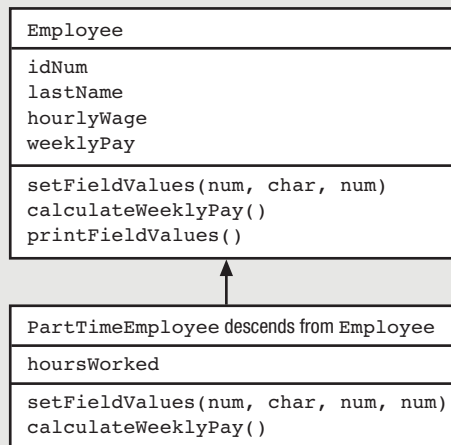 Employee
idNum
lastName
hourlyWage
weeklyPay
setFieldValues(num, char, num)
calculateWeeklyPay()
printFieldValues()
PartTimeEmployee descends from Employee
hoursWorked
setFieldValues(num, char, num, num)
calculateWeeklyPay()